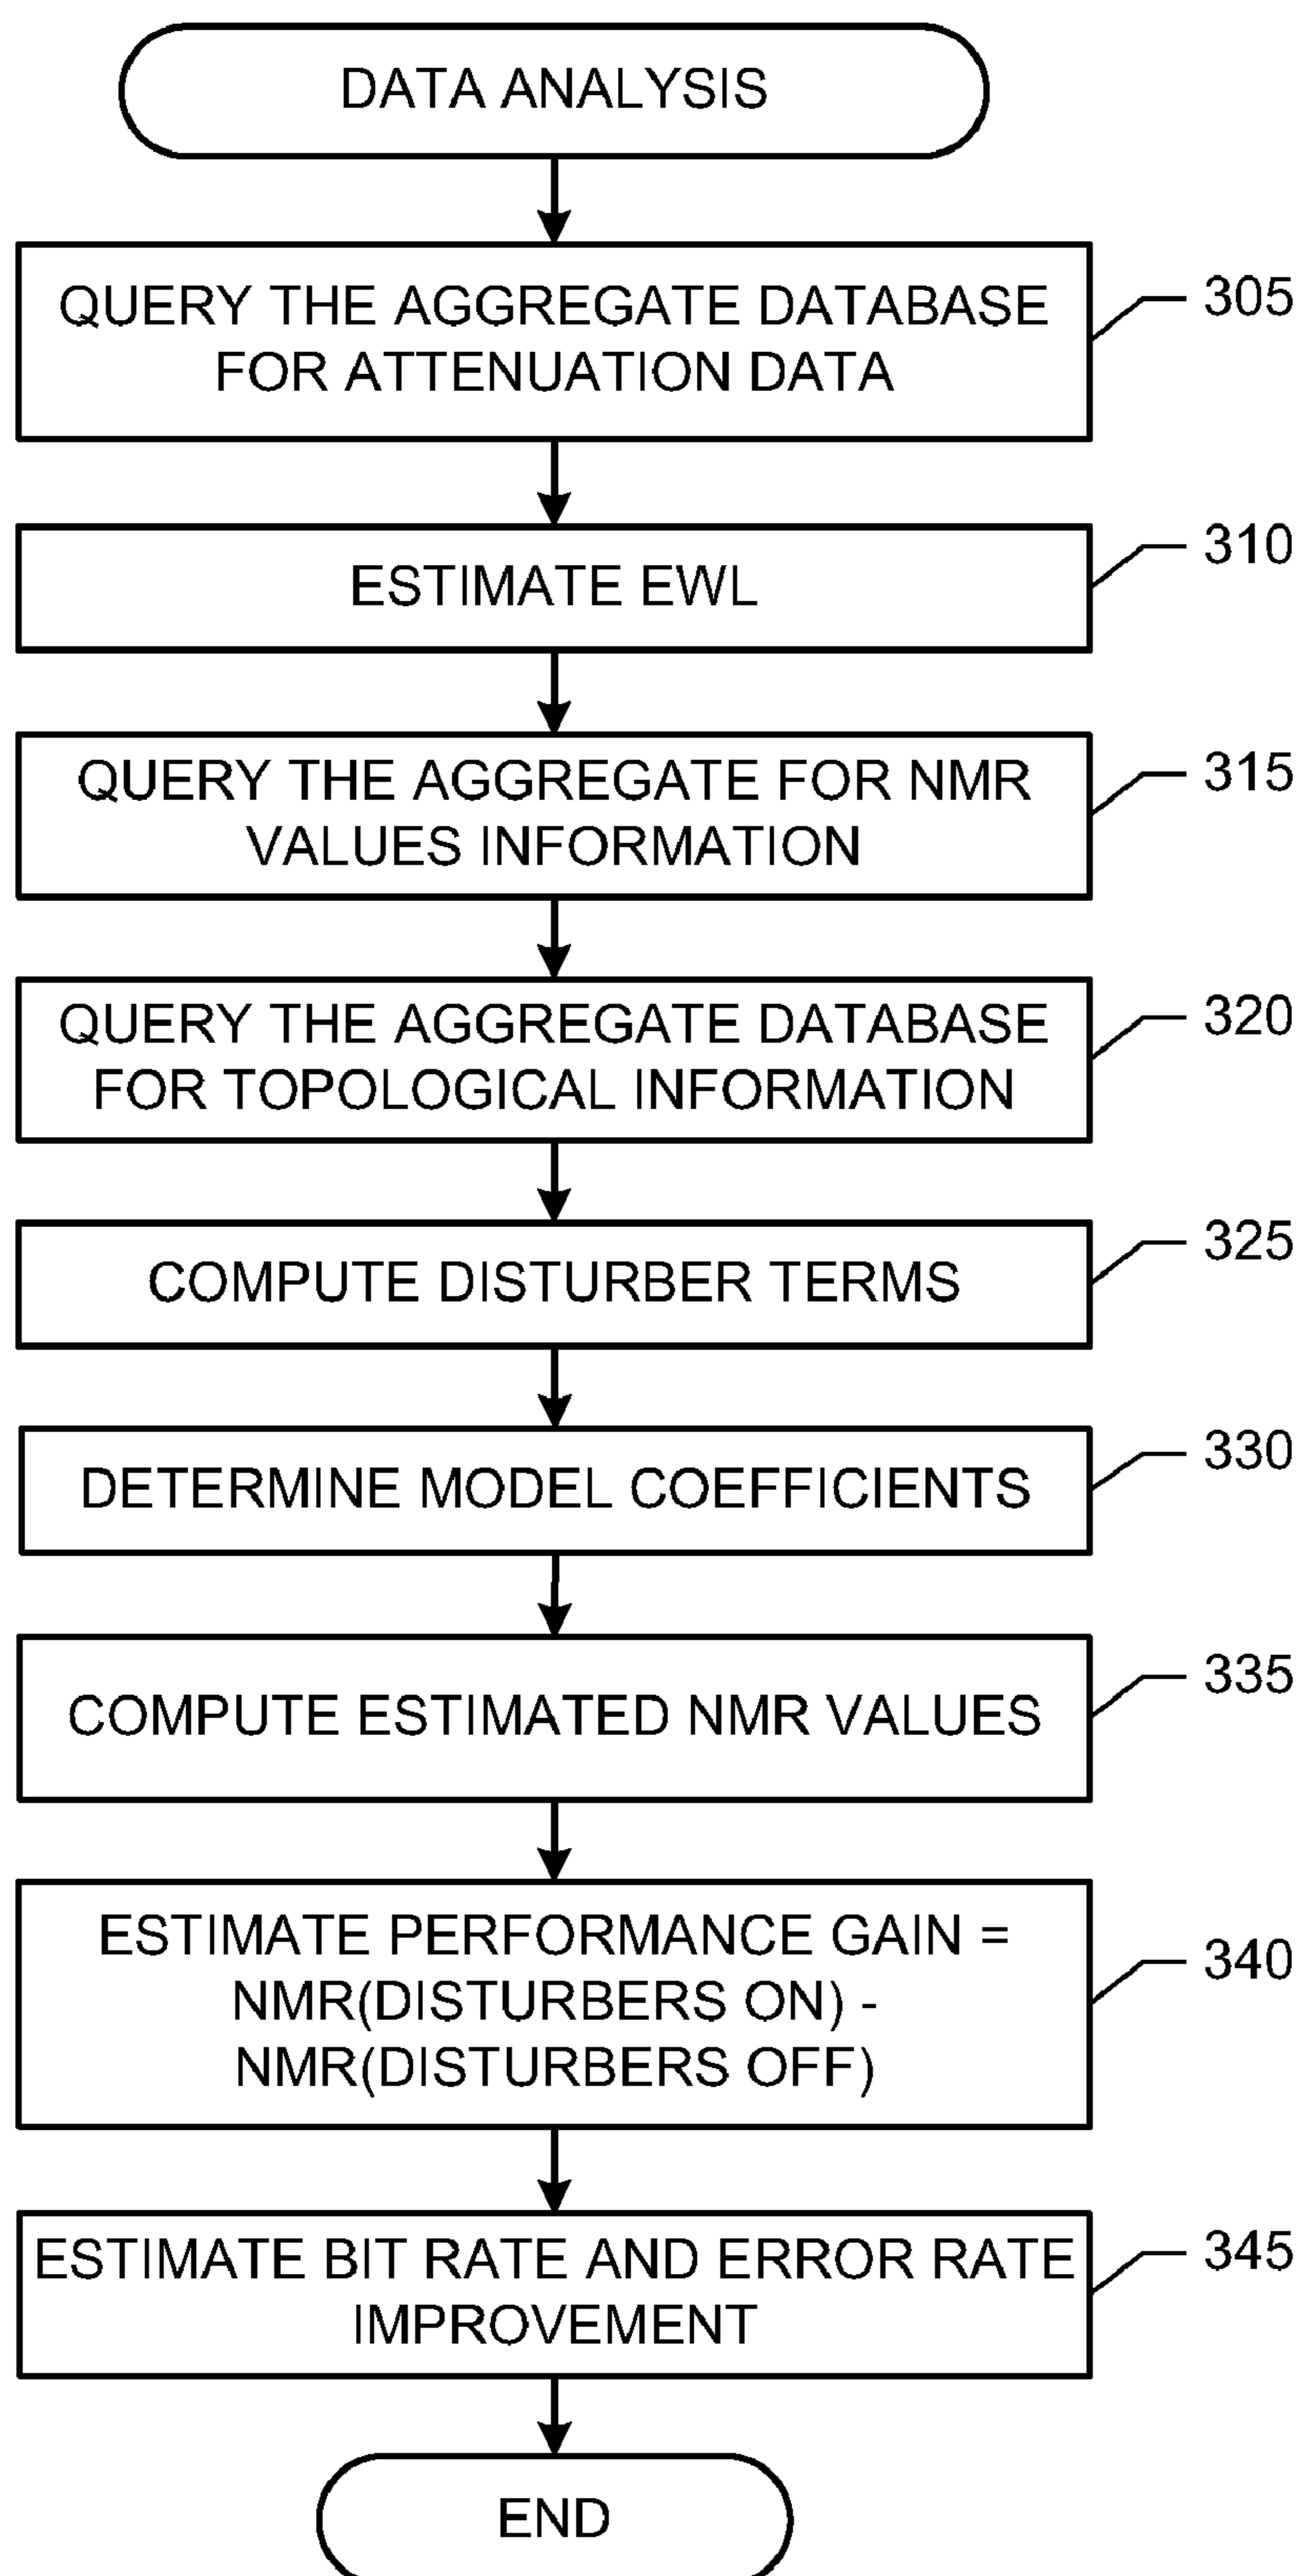 DATA ANALYSIS
QUERY THE AGGREGATE DATABASE
FOR ATTENUATION DATA
305
ESTIMATE EWL
310
QUERY THE AGGREGATE FOR NMR
VALUES INFORMATION
315
QUERY THE AGGREGATE DATABASE
FOR TOPOLOGICAL INFORMATION
320
COMPUTE DISTURBER TERMS
325
DETERMINE MODEL COEFFICIENTS
330
COMPUTE ESTIMATED NMR VALUES
335
ESTIMATE PERFORMANCE GAIN =
NMR(DISTURBERS ON) -
NMR(DISTURBERS OFF)
340
ESTIMATE BIT RATE AND ERROR RATE
IMPROVEMENT
345
END